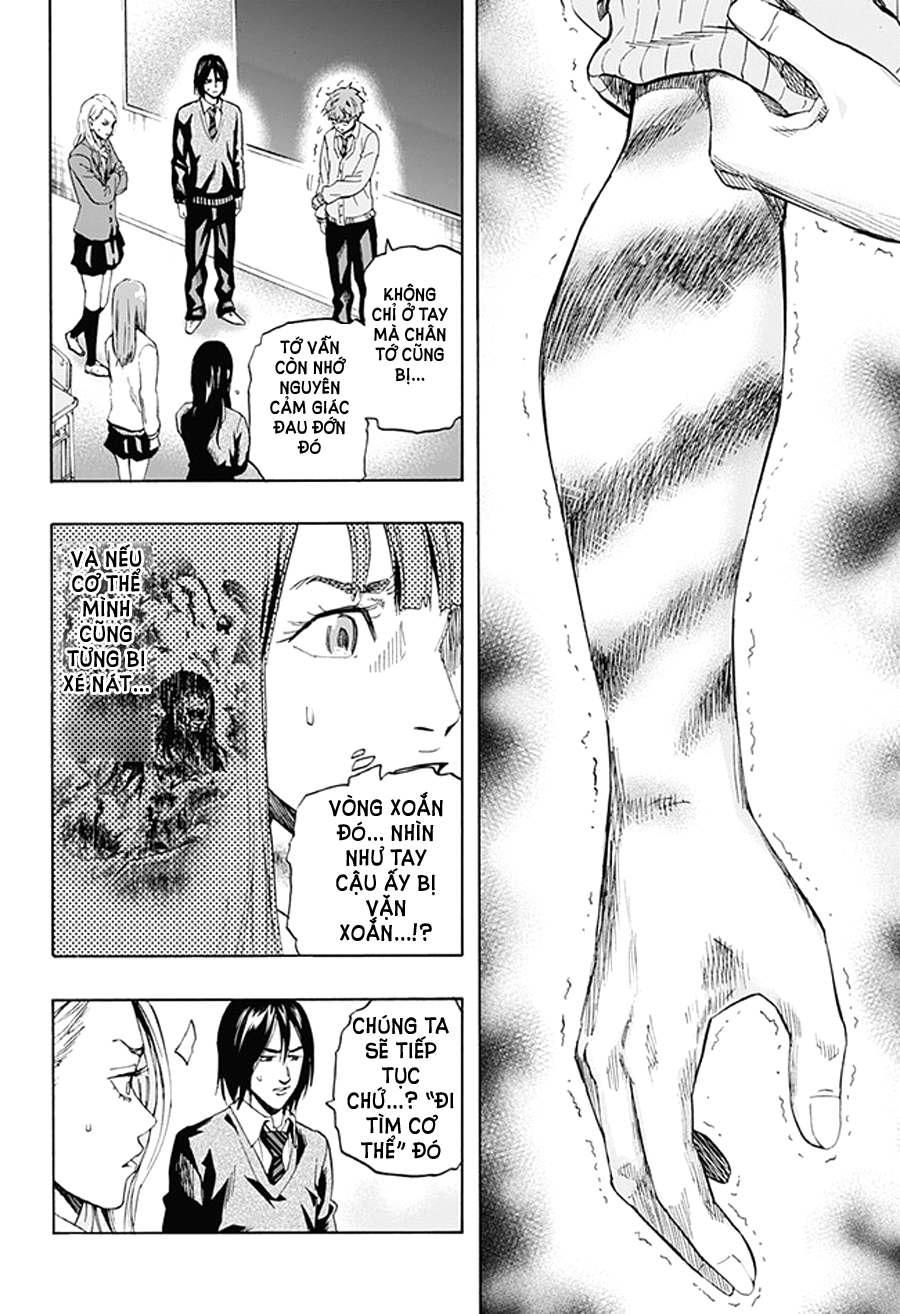 KHÔNG
CHỈ Ở TAY
MÀ CHÂN
TỚ CŨNG
BỊ...
TỚ VẪN
CÒN NHỚ
NGUYÊN
CẢM GIÁC
ĐAU ĐỚN
ĐÓ
VÀ NẾU
CƠ THỂ
MÌNH
CŨNG
TỪNG BỊ
XÉ NÁT...
VÒNG XOẮN
ĐÓ... NHÌN
NHƯ TAY
CẬU ẤY BỊ
VẶN
XOẮN...!?
CHÚNG TA
SẼ TIẾP
TỤC
CHỨ...? “ĐI
TÌM CƠ
THỂ” ĐÓ